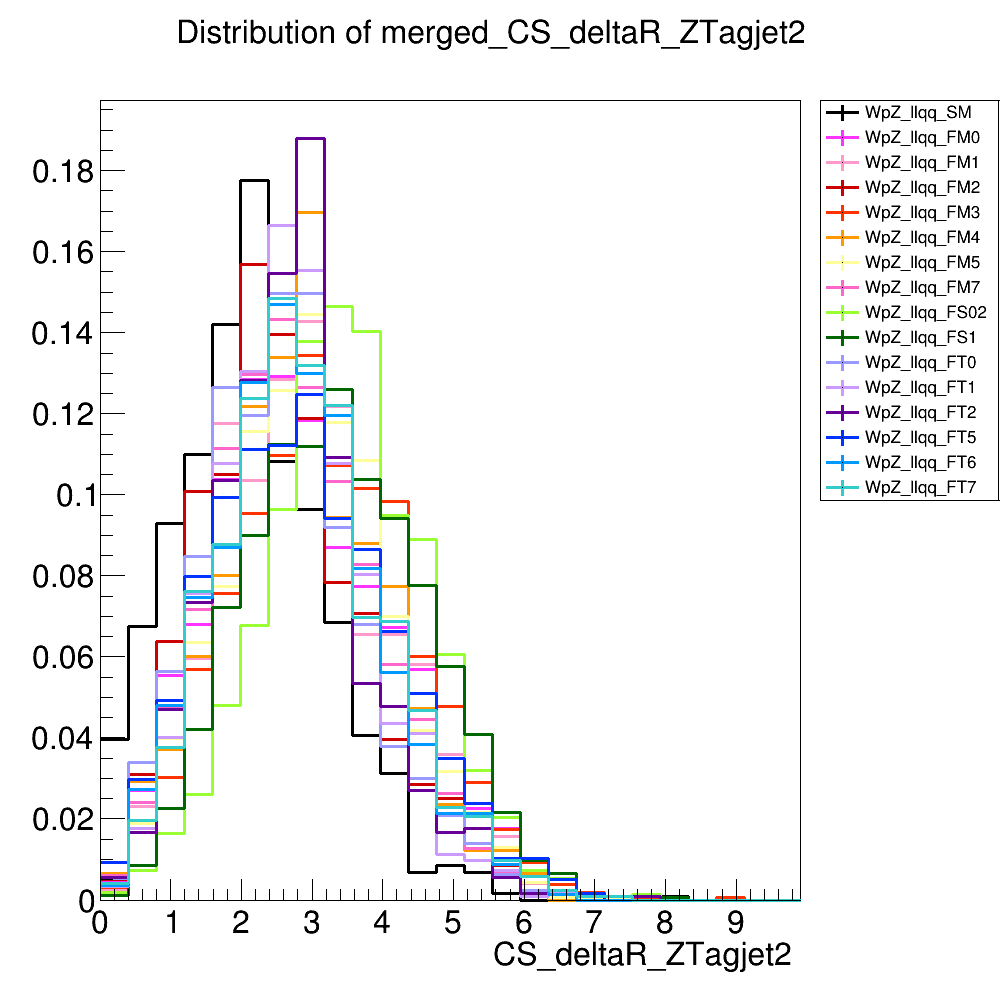 Distribution of merged_CS_deltaR_ZTagjet2
WpZ_llqq_SM
WpZ_llqq_FM0
WpZ_llqq_FM1
WpZ_llqq_FM2
WpZ_llqq_FM3
WpZ_llqq_FM4
WpZ_llqq_FM5
WpZ_llqq_FM7
WpZ_llqq_FS02
WpZ_llqq_FS1
WpZ_llqq_FT0
WpZ_llqq_FT1
WpZ_llqq_FT2
WpZ_llqq_FT5
WpZ_llqq_FT6
WpZ_llqq_FT7
0.18
0.16
0.14
0.12
0.1
0.08
0.06
0.04
0.02
0
0 1 2 3 4 5 6 7 8 9
CS_deltaR_ZTagjet2